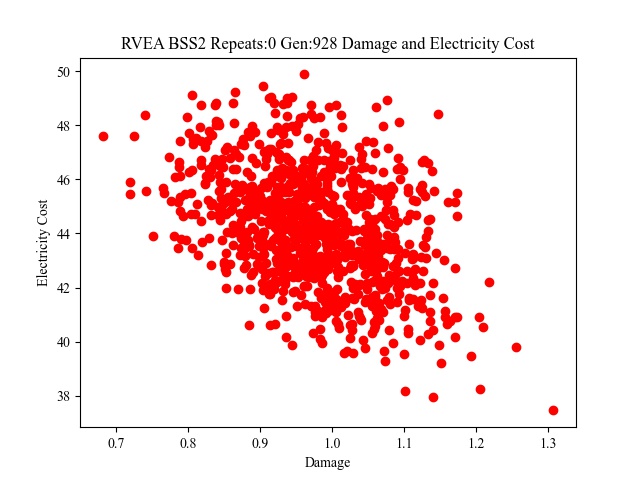 RVEA BSS2 Repeats:0 Gen:928 Damage and Electricity Cost
50
48
46
44
42
40
38
Electricity Cost
0.7 0.8 0.9 1.0 1.1 1.2 1.3
Damage